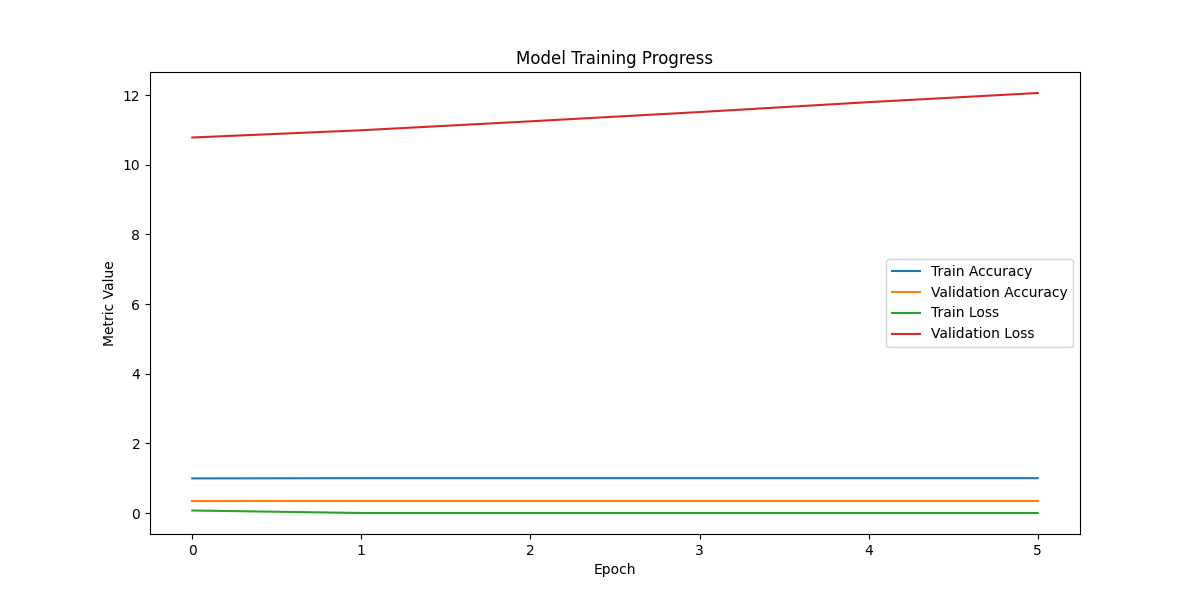 Model Training Progress
12
10
8
6
4
2
0
Metric Value
Train Accuracy
Validation Accuracy
Train Loss
Validation Loss
0 1 2 3 4 5
Epoch